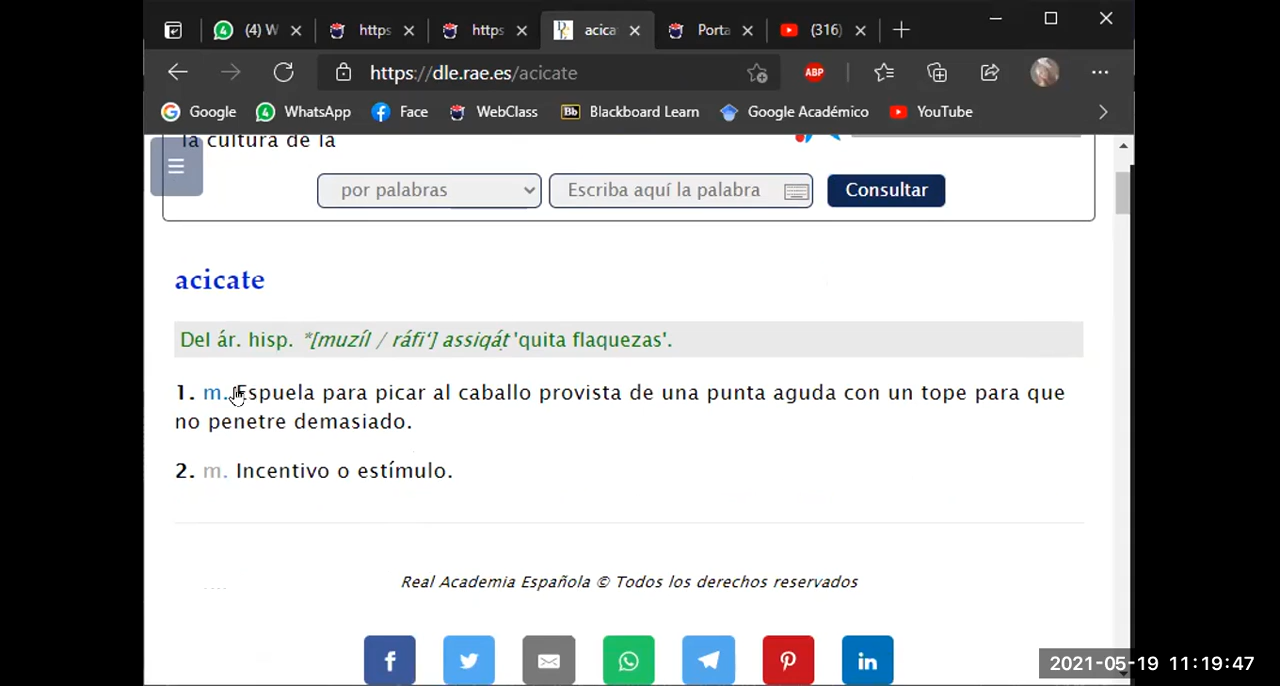 (4) W
https
https
acica
Porta
(316)
https://dle.rae.es/acicate
ABP
Google
WhatsApp
Face
WebClass
Bb Blackboard Learn
Google Académico
YouTube
la cultura de la
por palabras
Escriba aquí la palabra
Consultar
acicate
Del ár. hisp. *[muzíl / ráfi‘] assiqáṭ 'quita flaquezas'.
1. m. Espuela para picar al caballo provista de una punta aguda con un tope para que
no penetre demasiado.
2. m. Incentivo o estímulo.
Real Academia Española © Todos los derechos reservados
2021-05-19 11:19:47